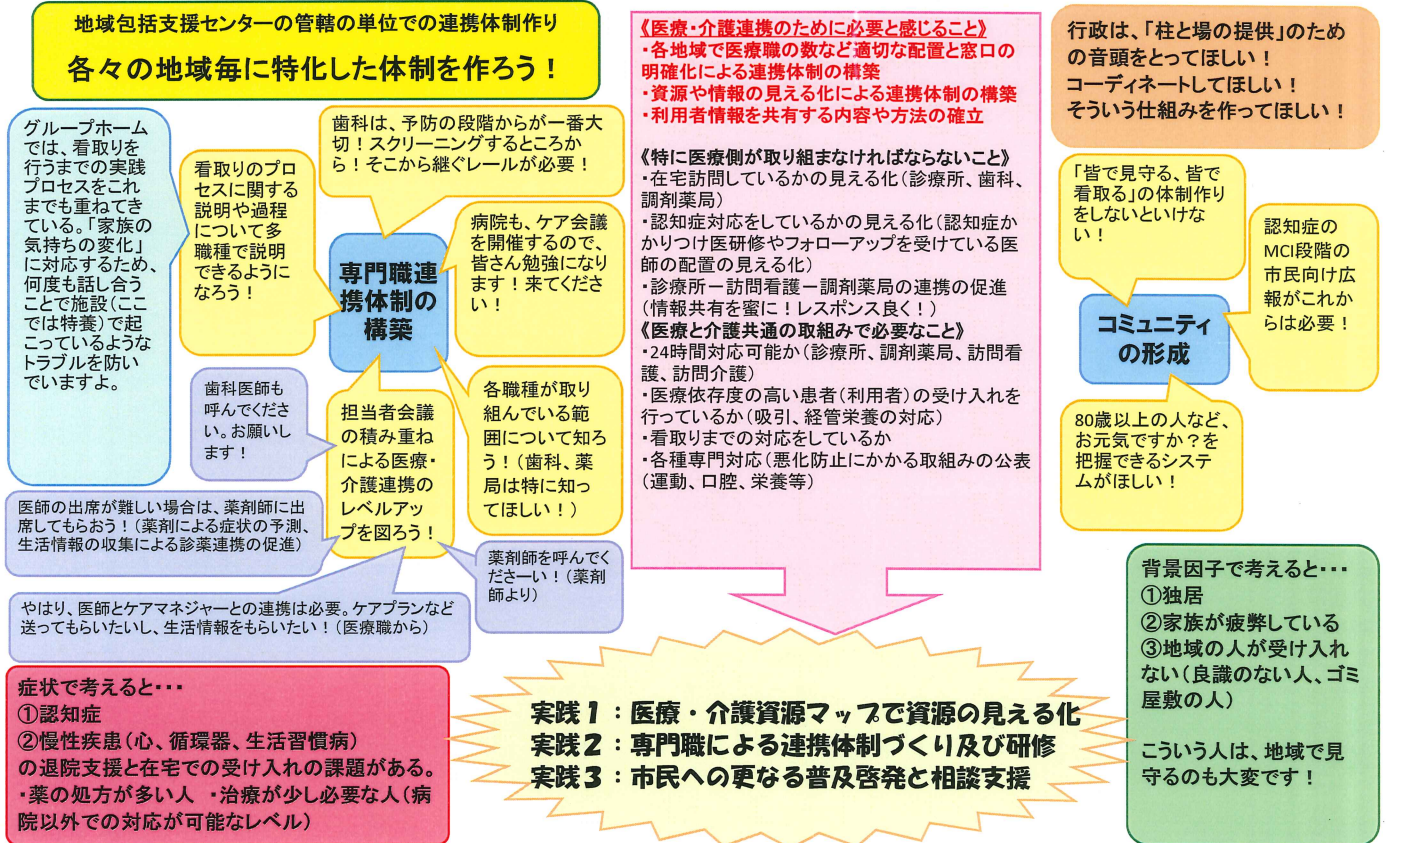 地域包括支援センターの管轄の単位での連携体制作り
各々の地域毎に特化した体制を作ろう！
グループホーム
では、看取りを
行うまでの実践
プロセスをこれ
までも重ねてき
ている。「家族の
気持ちの変化」
に対応するため、
何度も話し合う
ことで施設（ここ
では特養）で起
こっているような
トラブルを防い
でいますよ。
看取りのプロ
セスに関する
説明や過程
について多
職種で説明
できるように
なろう！
歯科は、予防の段階からが一番大
切！スクリーニングするところか
ら！そこから継ぐレールが必要！
専門職連
携体制の
構築
病院も、ケア会議
を開催するので、
皆さん勉強になり
ます！来てくださ
い！
歯科医師も
呼んでくださ
い。お願いし
ます！
担当者会議
の積み重ね
による医療・
介護連携の
レベルアッ
プを図ろう！
各職種が取り
組んでいる範
囲について知ろ
う！（歯科、薬
局は特に知っ
てほしい！）
医師の出席が難しい場合は、薬剤師に出
席してもらおう！（薬剤による症状の予測、
生活情報の収集による診薬連携の促進）
薬剤師を呼んでく
ださーい！（薬剤
師より）
やはり、医師とケアマネジャーとの連携は必要。ケアプランなど
送ってもらいたいし、生活情報をもらいたい！（医療職から）
症状で考えると・・・
①認知症
②慢性疾患（心、循環器、生活習慣病）
の退院支援と在宅での受け入れの課題がある。
・薬の処方が多い人　・治療が少し必要な人（病
院以外での対応が可能なレベル）
《医療・介護連携のために必要と感じること》
・各地域で医療職の数など適切な配置と窓口の
明確化による連携体制の構築
・資源や情報の見える化による連携体制の構築
・利用者情報を共有する内容や方法の確立
《特に医療側が取り組まなければならないこと》
・在宅訪問しているかの見える化（診療所、歯科、
調剤薬局）
・認知症対応をしているかの見える化（認知症か
かりつけ医研修やフォローアップを受けている医
師の配置の見える化）
・診療所－訪問看護－調剤薬局の連携の促進
（情報共有を蜜に！レスポンス良く！）
《医療と介護共通の取組みで必要なこと》
・24時間対応可能か（診療所、調剤薬局、訪問看
護、訪問介護）
・医療依存度の高い患者（利用者）の受け入れを
行っているか（吸引、経管栄養の対応）
・看取りまでの対応をしているか
・各種専門対応（悪化防止にかかる取組みの公表
（運動、口腔、栄養等）
実践１：医療・介護資源マップで資源の見える化
実践２：専門職による連携体制づくり及び研修
実践３：市民への更なる普及啓発と相談支援
行政は、「柱と場の提供」のため
の音頭をとってほしい！
コーディネートしてほしい！
そういう仕組みを作ってほしい！
「皆で見守る、皆で
看取る」の体制作り
をしないといけな
い！
認知症の
MCI段階の
市民向け広
報がこれか
らは必要！
コミュニティ
の形成
80歳以上の人など、
お元気ですか？を
把握できるシステ
ムがほしい！
背景因子で考えると・・・
①独居
②家族が疲弊している
③地域の人が受け入れ
ない（良識のない人、ゴミ
屋敷の人）
こういう人は、地域で見
守るのも大変です！